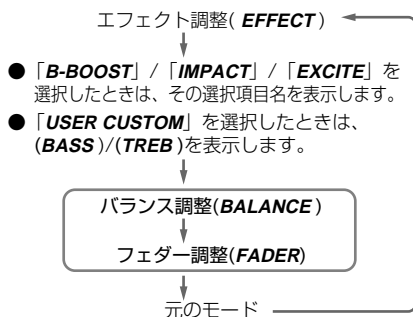 エフェクト調整( EFFECT )
●「B-BOOST」/「IMPACT」/「EXCITE」を
選択したときは、その選択項目名を表示します。
●「USER CUSTOM」を選択したときは、
(BASS )/(TREB )を表示します。
バランス調整(BALANCE )
フェダー調整(FADER)
元のモード